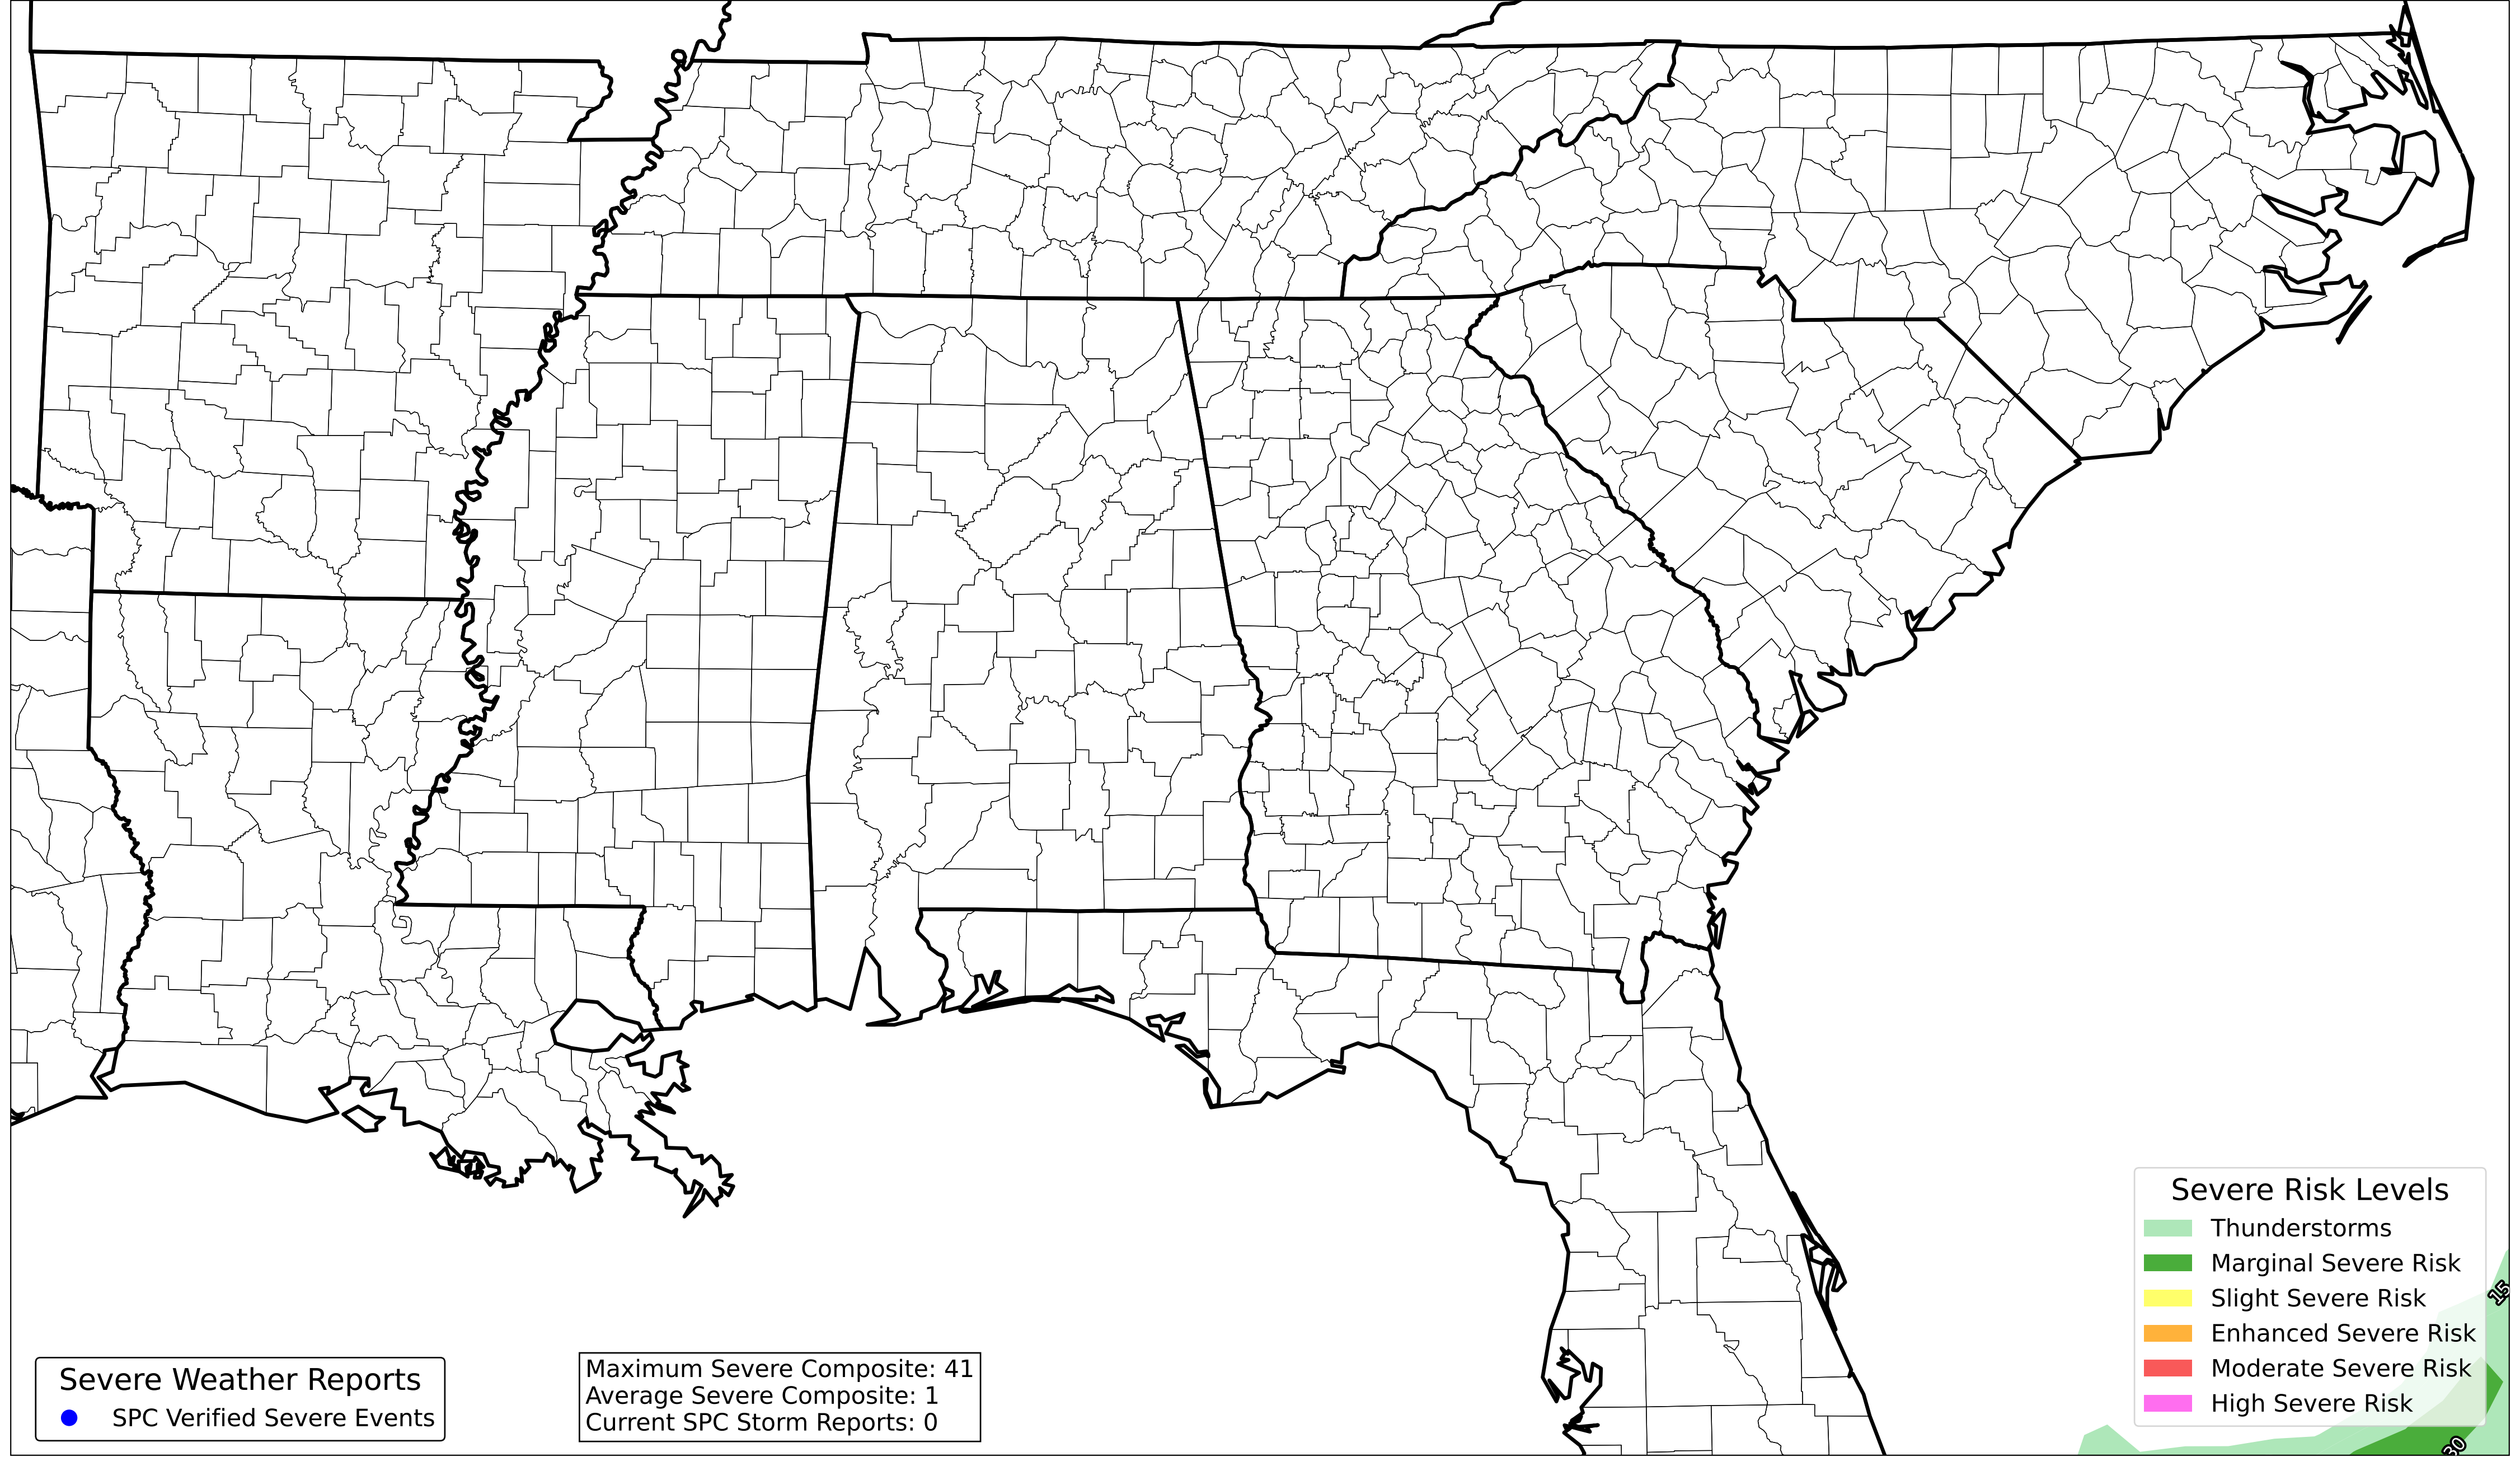 Severe Risk Levels
Thunderstorms
Marginal Severe Risk
Slight Severe Risk
Enhanced Severe Risk
Moderate Severe Risk
High Severe Risk
15
30
Severe Weather Reports
SPC Verified Severe Events
Maximum Severe Composite: 41
Average Severe Composite: 1
Current SPC Storm Reports: 0